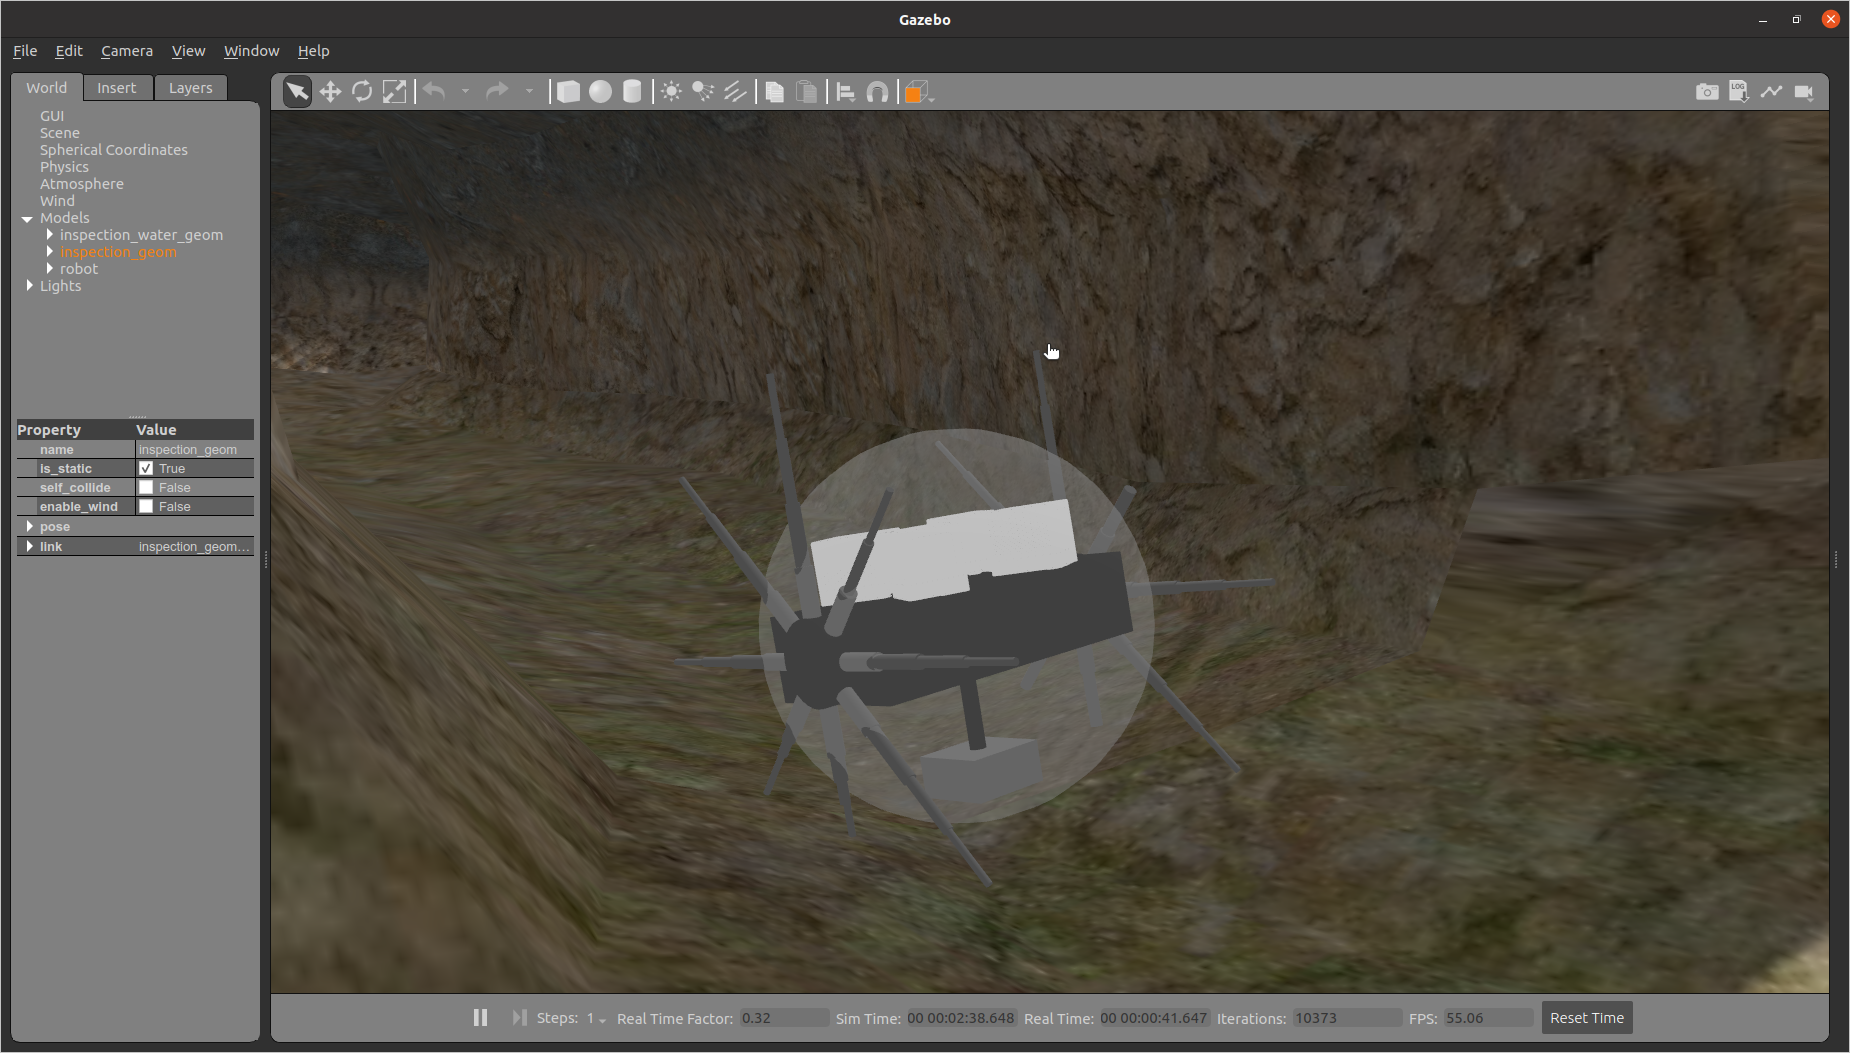 Gazebo
File Edit Camera View Window Help
World Insert Layers
LOG
GUI
Scene
Spherical Coordinates
Physics
Atmosphere
Wind
Models
inspection_water_geom
inspection_geom
robot
Lights
Property Value
name inspection_geom
is_static True
self_collide False
enable_wind False
pose
link inspection_geom...
Steps: 1 Real Time Factor: 0.32 Sim Time: 00 00:02:38.648 Real Time: 00 00:00:41.647 Iterations: 10373 FPS: 55.06 Reset Time